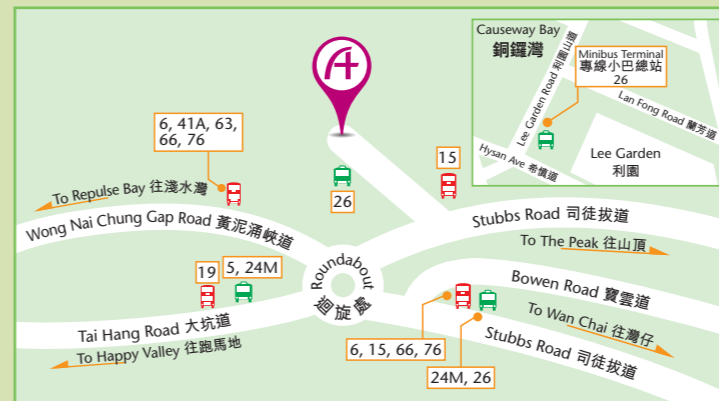 Causeway Bay
銅鑼灣
Minibus Terminal
專線小巴總站
26
Lee Garden Road 利園山道
Lan Fong Road 蘭芳道
Hysan Ave 希慎道
Lee Garden
利園
6, 41A, 63,
66, 76
15
26
To Repulse Bay 往淺水灣
Wong Nai Chung Gap Road 黃泥涌峽道
Stubbs Road 司徒拔道
To The Peak 往山頂
Roundabout
迴旋處
19
5, 24M
Bowen Road 寶雲道
Tai Hang Road 大坑道
To Wan Chai 往灣仔
To Happy Valley 往跑馬地
6, 15, 66, 76
Stubbs Road 司徒拔道
24M, 26